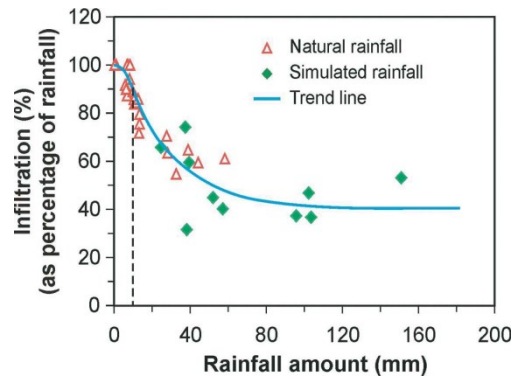 120
100
80
60
40
20
0
Infiltration (%)
(as percentage of rainfall)
Natural rainfall
Simulated rainfall
Trend line
0 40 80 120 160 200
Rainfall amount (mm)